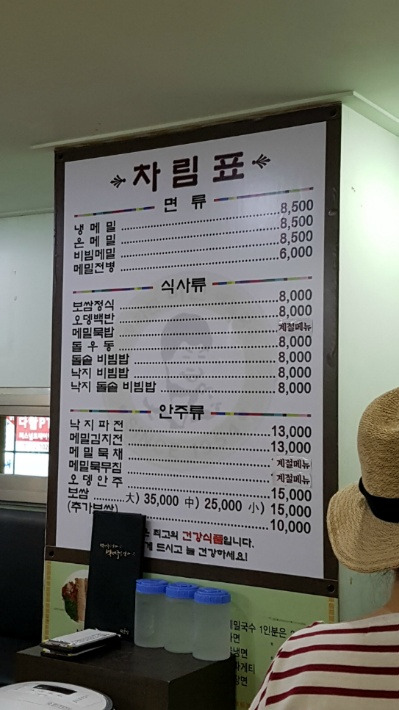 차림표
면 류
냉 메 밀 8,500
온 메 밀 8,500
비빔메밀 8,500
메밀전병 6,000
식사류
보쌈정식 8,000
오뎅백반 8,000
메밀묵밥 계절메뉴
돌 우 동 8,000
돌솥 비빔밥 8,000
낙지 비빔밥 8,000
낙지 돌솥 비빔밥 8,000
안주류
낙 지 파 전 13,000
메밀김치전 13,000
메 밀 묵 채 계절메뉴
메밀묵무침 계절메뉴
오 뎅 안 주 15,000
보쌈 大) 35,000 中) 25,000 小) 15,000
(추가보쌈) 10,000
최고의 건강식품입니다.
드시고 늘 건강하세요!
밀국수 1인분은